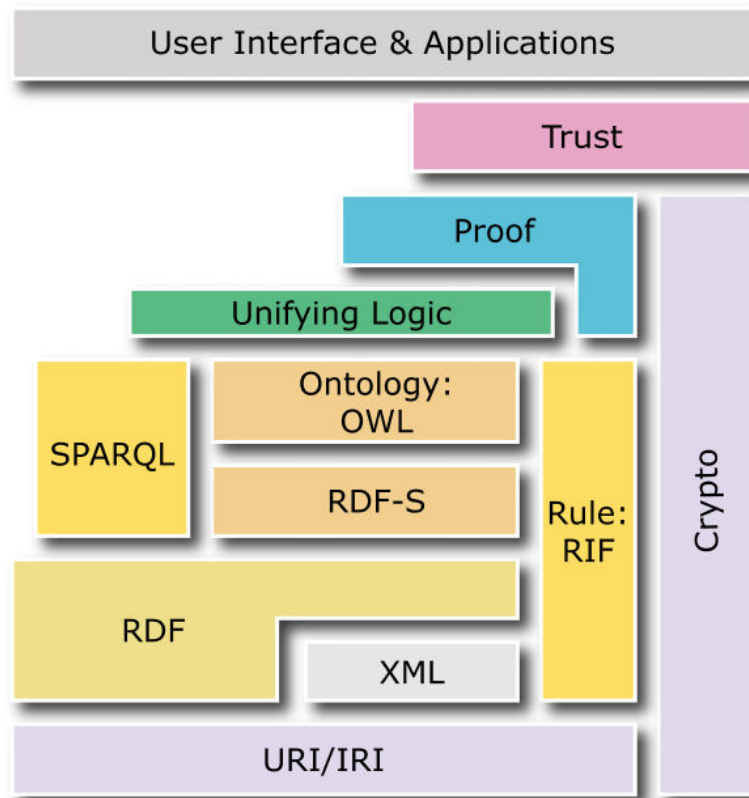 User Interface & Applications
Trust
Proof
Unifying Logic
Ontology:
OWL
SPARQL
RDF-S
Rule:
RIF
Crypto
RDF
XML
URI/IRI